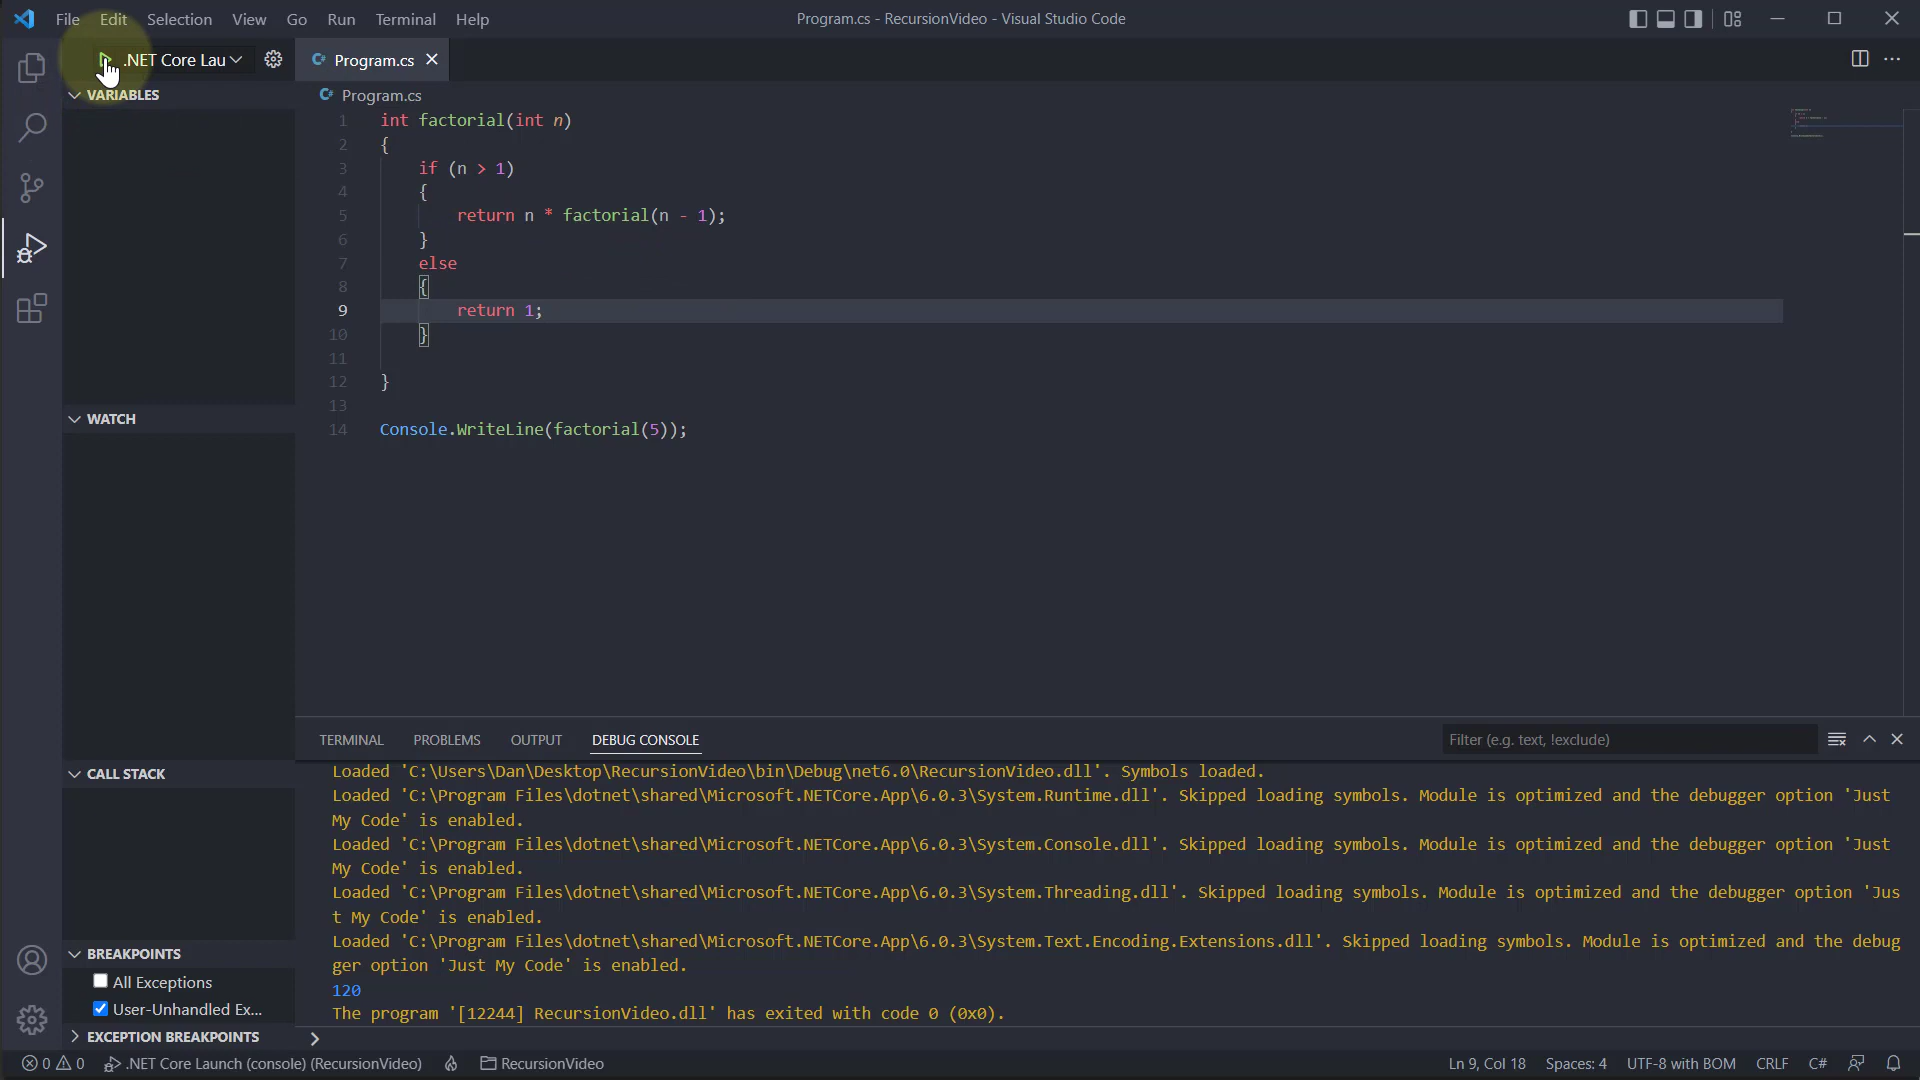 File Edit Selection View Go Run Terminal Help
Program.cs - RecursionVideo - Visual Studio Code
.NET Core Lau
Program.cs
VARIABLES
WATCH
CALL STACK
BREAKPOINTS
All Exceptions
User-Unhandled Ex...
EXCEPTION BREAKPOINTS
Program.cs
1 int factorial(int n)
2 {
3 if (n > 1)
4 {
5 return n * factorial(n - 1);
6 }
7 else
8 {
9 return 1;
10 }
11
12 }
13
14 Console.WriteLine(factorial(5));
TERMINAL PROBLEMS OUTPUT DEBUG CONSOLE
Filter (e.g. text, !exclude)
Loaded 'C:\Users\Dan\Desktop\RecursionVideo\bin\Debug\net6.0\RecursionVideo.dll'. Symbols loaded.
Loaded 'C:\Program Files\dotnet\shared\Microsoft.NETCore.App\6.0.3\System.Runtime.dll'. Skipped loading symbols. Module is optimized and the debugger option 'Just
My Code' is enabled.
Loaded 'C:\Program Files\dotnet\shared\Microsoft.NETCore.App\6.0.3\System.Console.dll'. Skipped loading symbols. Module is optimized and the debugger option 'Just
My Code' is enabled.
Loaded 'C:\Program Files\dotnet\shared\Microsoft.NETCore.App\6.0.3\System.Threading.dll'. Skipped loading symbols. Module is optimized and the debugger option 'Jus
t My Code' is enabled.
Loaded 'C:\Program Files\dotnet\shared\Microsoft.NETCore.App\6.0.3\System.Text.Encoding.Extensions.dll'. Skipped loading symbols. Module is optimized and the debug
ger option 'Just My Code' is enabled.
120
The program '[12244] RecursionVideo.dll' has exited with code 0 (0x0).
0 0 .NET Core Launch (console) (RecursionVideo) RecursionVideo
Ln 9, Col 18 Spaces: 4 UTF-8 with BOM CRLF C#